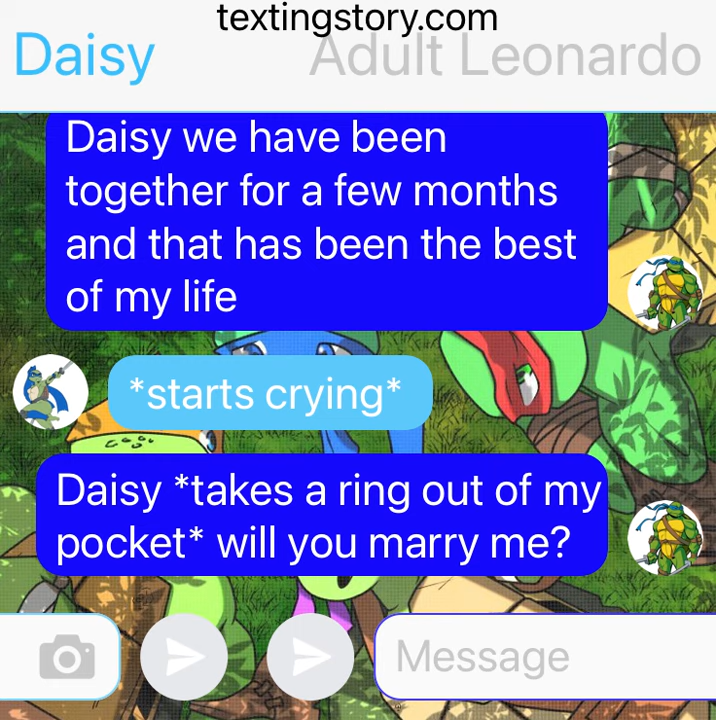 textingstory.com
Daisy
Adult Leonardo
Daisy we have been
together for a few months
and that has been the best
of my life
*starts crying*
Daisy *takes a ring out of my
pocket* will you marry me?
Message